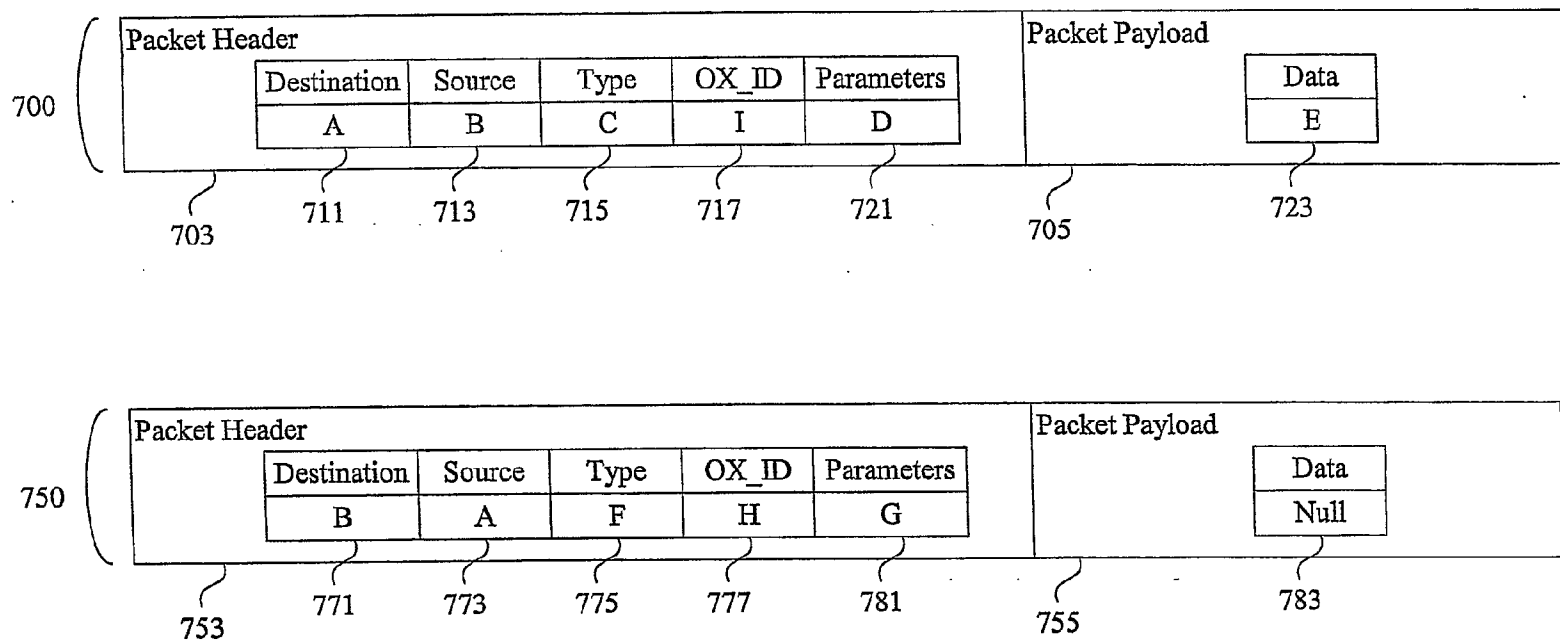 Packet Header
Packet Payload
Destination Source Type OX_ID Parameters
Data
700
A B C I D
E
711 713 715 717 721
723
703
705
Packet Header
Packet Payload
Destination Source Type OX_ID Parameters
Data
750
B A F H G
Null
771 773 775 777 781
783
753
755